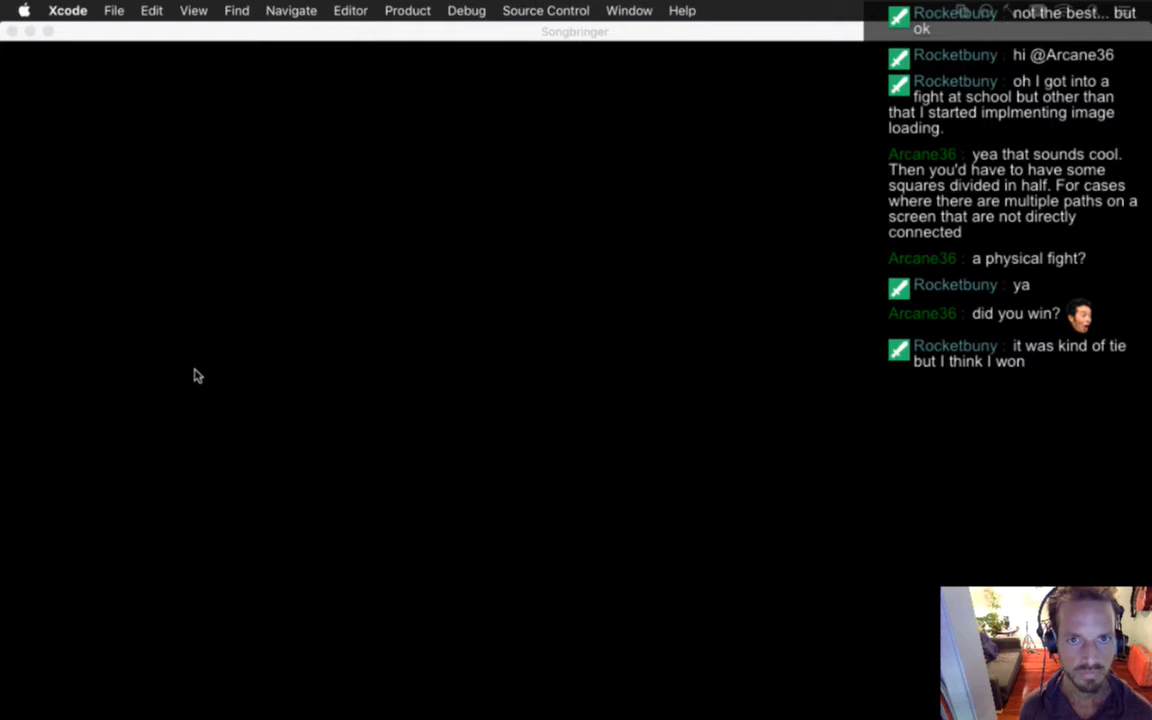 Xcode File Edit View Find Navigate Editor Product Debug Source Control Window Help
Songbringer
Rocketbuny : not the best... but
ok
Rocketbuny : hi @Arcane36
Rocketbuny : oh I got into a
fight at school but other than
that I started implmenting image
loading.
Arcane36 : yea that sounds cool.
Then you'd have to have some
squares divided in half. For cases
where there are multiple paths on a
screen that are not directly
connected
Arcane36 : a physical fight?
Rocketbuny : ya
Arcane36 : did you win?
Rocketbuny : it was kind of tie
but I think I won